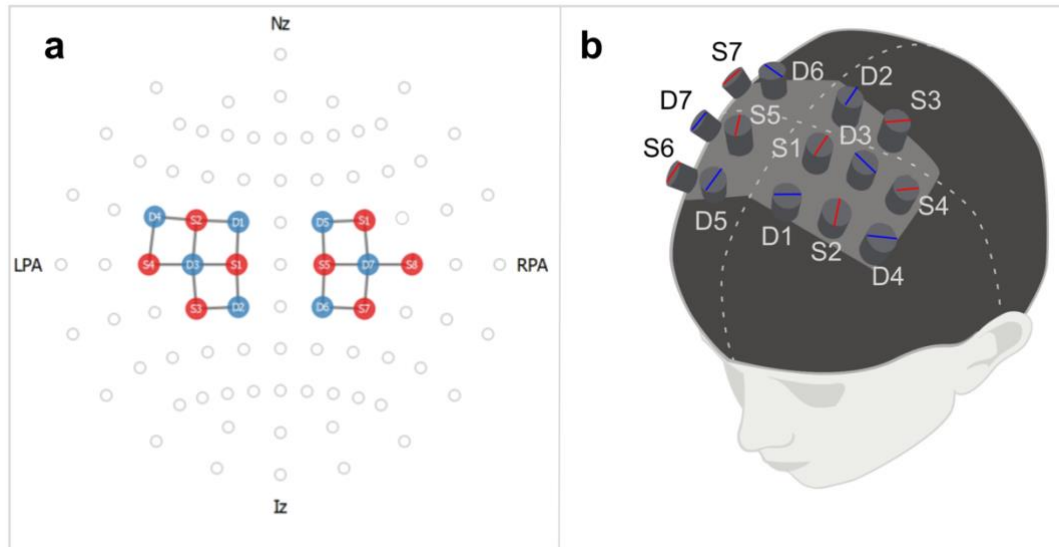 a
Nz
D4 S2 D1 D5 S1
LPA S4 D3 S1 S5 D7 S8 RPA
S3 D2 D6 S7
Iz
b
S7 D6 D2
D7 S5 S3
S6 S1 D3
D5 S4
D1 S2 D4